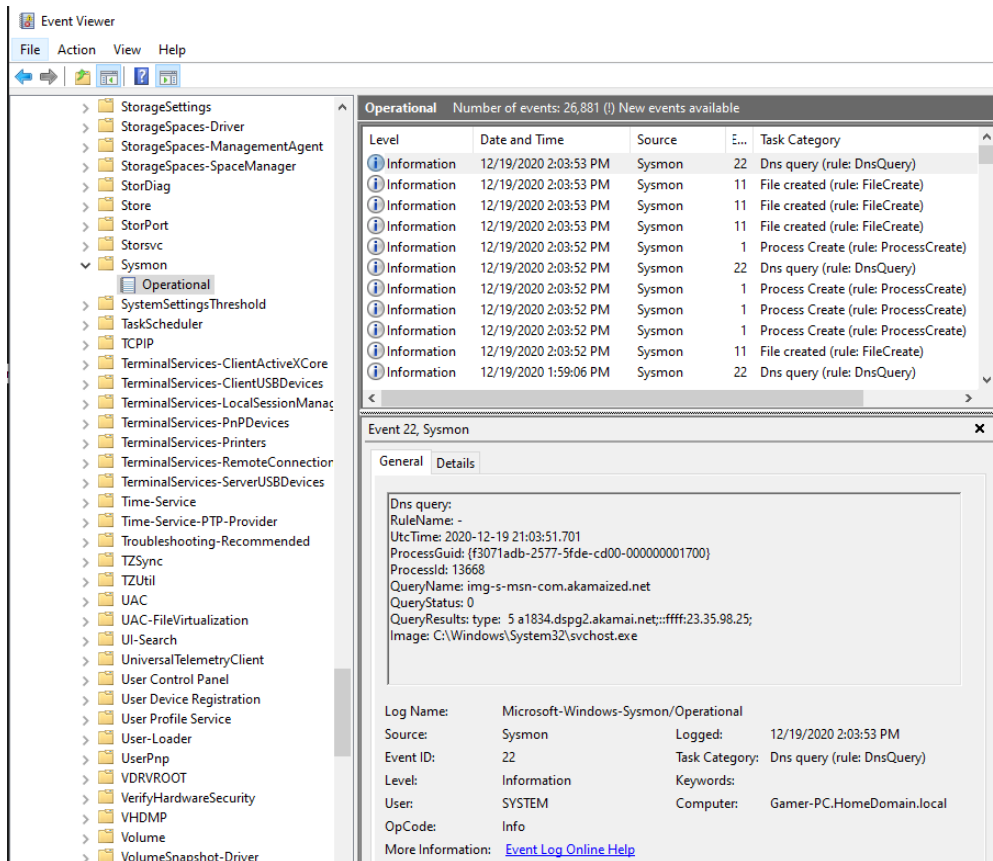 Event Viewer
File Action View Help
StorageSettings
StorageSpaces-Driver
StorageSpaces-ManagementAgent
StorageSpaces-SpaceManager
StorDiag
Store
StorPort
Storsvc
Sysmon
Operational
SystemSettingsThreshold
TaskScheduler
TCPIP
TerminalServices-ClientActiveXCore
TerminalServices-ClientUSBDevices
TerminalServices-LocalSessionManag
TerminalServices-PnPDevices
TerminalServices-Printers
TerminalServices-RemoteConnection
TerminalServices-ServerUSBDevices
Time-Service
Time-Service-PTP-Provider
Troubleshooting-Recommended
TZSync
TZUtil
UAC
UAC-FileVirtualization
UI-Search
UniversalTelemetryClient
User Control Panel
User Device Registration
User Profile Service
User-Loader
UserPnp
VDRVROOT
VerifyHardwareSecurity
VHDMP
Volume
VolumeSnapshot-Driver
Operational Number of events: 26,881 (!) New events available
Level Date and Time Source E... Task Category
Information 12/19/2020 2:03:53 PM Sysmon 22 Dns query (rule: DnsQuery)
Information 12/19/2020 2:03:53 PM Sysmon 11 File created (rule: FileCreate)
Information 12/19/2020 2:03:53 PM Sysmon 11 File created (rule: FileCreate)
Information 12/19/2020 2:03:53 PM Sysmon 11 File created (rule: FileCreate)
Information 12/19/2020 2:03:52 PM Sysmon 1 Process Create (rule: ProcessCreate)
Information 12/19/2020 2:03:52 PM Sysmon 22 Dns query (rule: DnsQuery)
Information 12/19/2020 2:03:52 PM Sysmon 1 Process Create (rule: ProcessCreate)
Information 12/19/2020 2:03:52 PM Sysmon 1 Process Create (rule: ProcessCreate)
Information 12/19/2020 2:03:52 PM Sysmon 1 Process Create (rule: ProcessCreate)
Information 12/19/2020 2:03:52 PM Sysmon 11 File created (rule: FileCreate)
Information 12/19/2020 1:59:06 PM Sysmon 22 Dns query (rule: DnsQuery)
Event 22, Sysmon
General Details
Dns query:
RuleName: -
UtcTime: 2020-12-19 21:03:51.701
ProcessGuid: {f3071adb-2577-5fde-cd00-000000001700}
ProcessId: 13668
QueryName: img-s-msn-com.akamaized.net
QueryStatus: 0
QueryResults: type: 5 a1834.dspg2.akamai.net;::ffff:23.35.98.25;
Image: C:\Windows\System32\svchost.exe
Log Name: Microsoft-Windows-Sysmon/Operational
Source: Sysmon Logged: 12/19/2020 2:03:53 PM
Event ID: 22 Task Category: Dns query (rule: DnsQuery)
Level: Information Keywords:
User: SYSTEM Computer: Gamer-PC.HomeDomain.local
OpCode: Info
More Information: Event Log Online Help